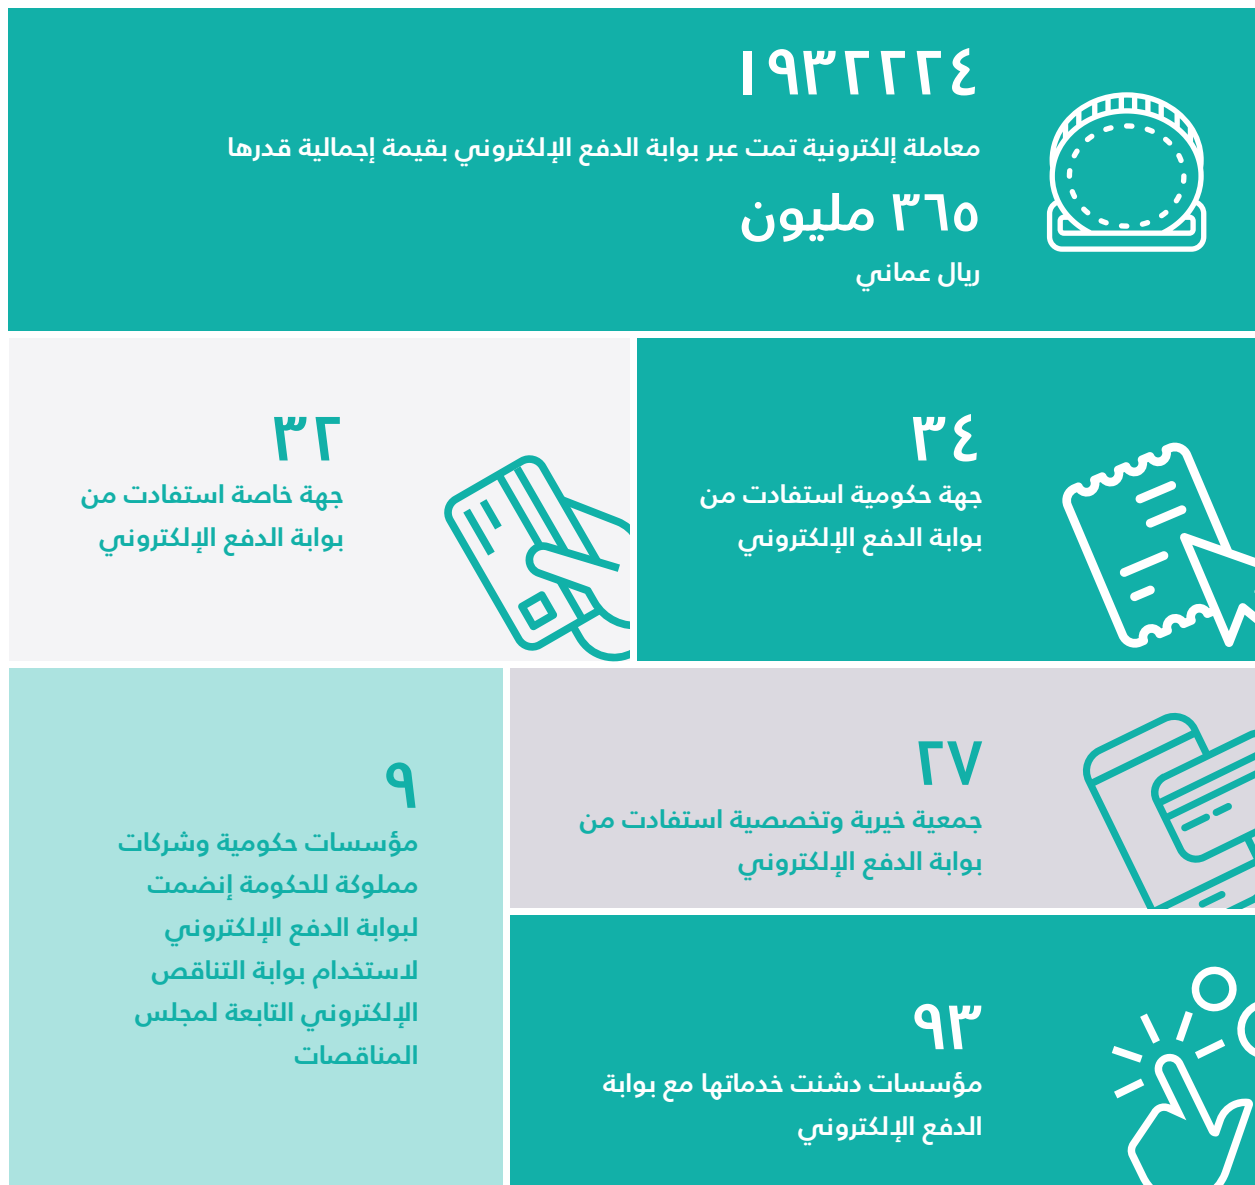 ١٩٣٢٢٢٤
معاملة إلكترونية تمت عبر بوابة الدفع الإلكتروني بقيمة إجمالية قدرها
٣٦٥ مليون
ريال عماني
٣٤
جهة حكومية استفادت من
بوابة الدفع الإلكتروني
٣٢
جهة خاصة استفادت من
بوابة الدفع الإلكتروني
٢٧
جمعية خيرية وتخصصية استفادت من
بوابة الدفع الإلكتروني
٩
مؤسسات حكومية وشركات
مملوكة للحكومة إنضمت
لبوابة الدفع الإلكتروني
لاستخدام بوابة التناقص
الإلكتروني التابعة لمجلس
المناقصات
٩٣
مؤسسات دشنت خدماتها مع بوابة
الدفع الإلكتروني